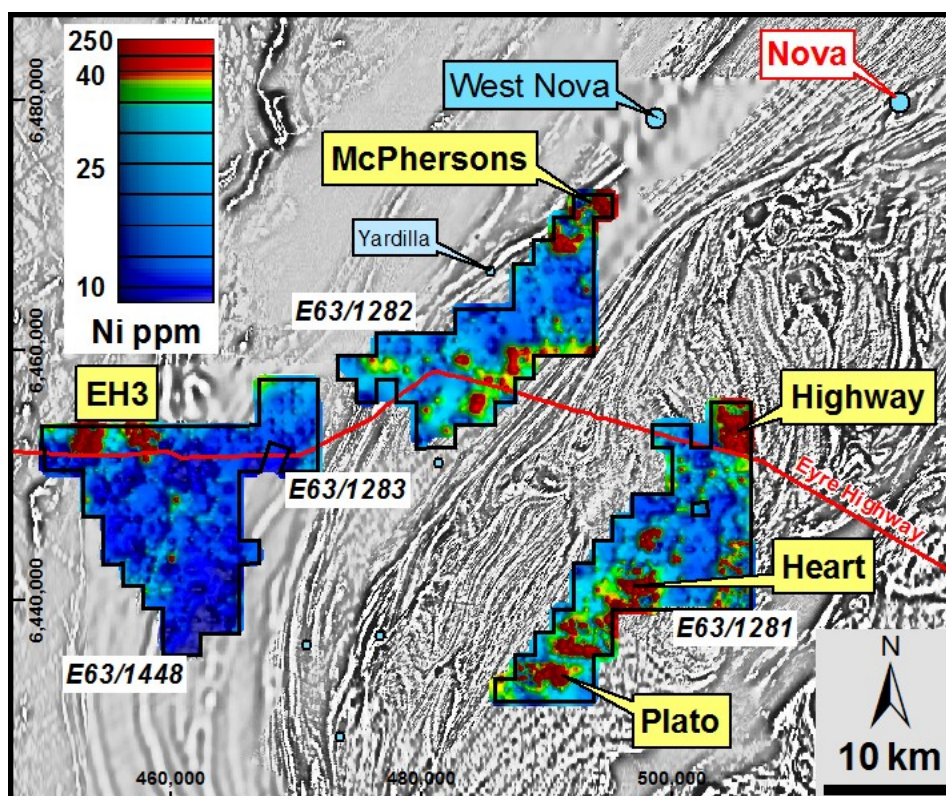 250
40
25
10
Ni ppm
6,480,000
6,460,000
6,440,000
Nova
West Nova
McPhersons
Yardilla
E63/1282
EH3
E63/1283
Highway
Eyre Highway
Heart
E63/1281
E63/1448
Plato
N
10 km
460,000
480,000
500,000